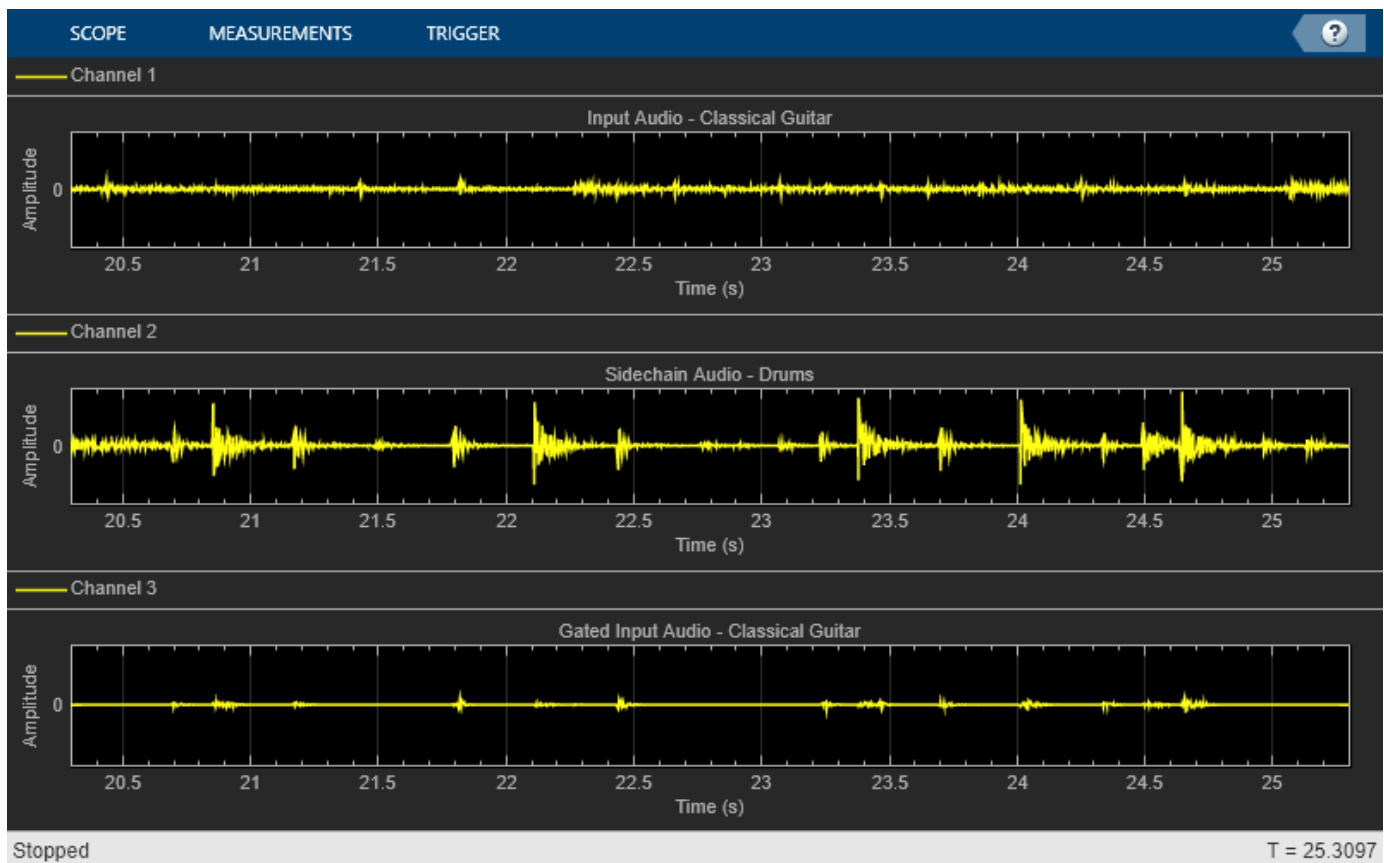 SCOPE MEASUREMENTS TRIGGER ?
Channel 1
Input Audio - Classical Guitar
Amplitude
0
20.5 21 21.5 22 22.5 23 23.5 24 24.5 25
Time (s)
Channel 2
Sidechain Audio - Drums
Amplitude
0
20.5 21 21.5 22 22.5 23 23.5 24 24.5 25
Time (s)
Channel 3
Gated Input Audio - Classical Guitar
Amplitude
0
20.5 21 21.5 22 22.5 23 23.5 24 24.5 25
Time (s)
Stopped T = 25.3097